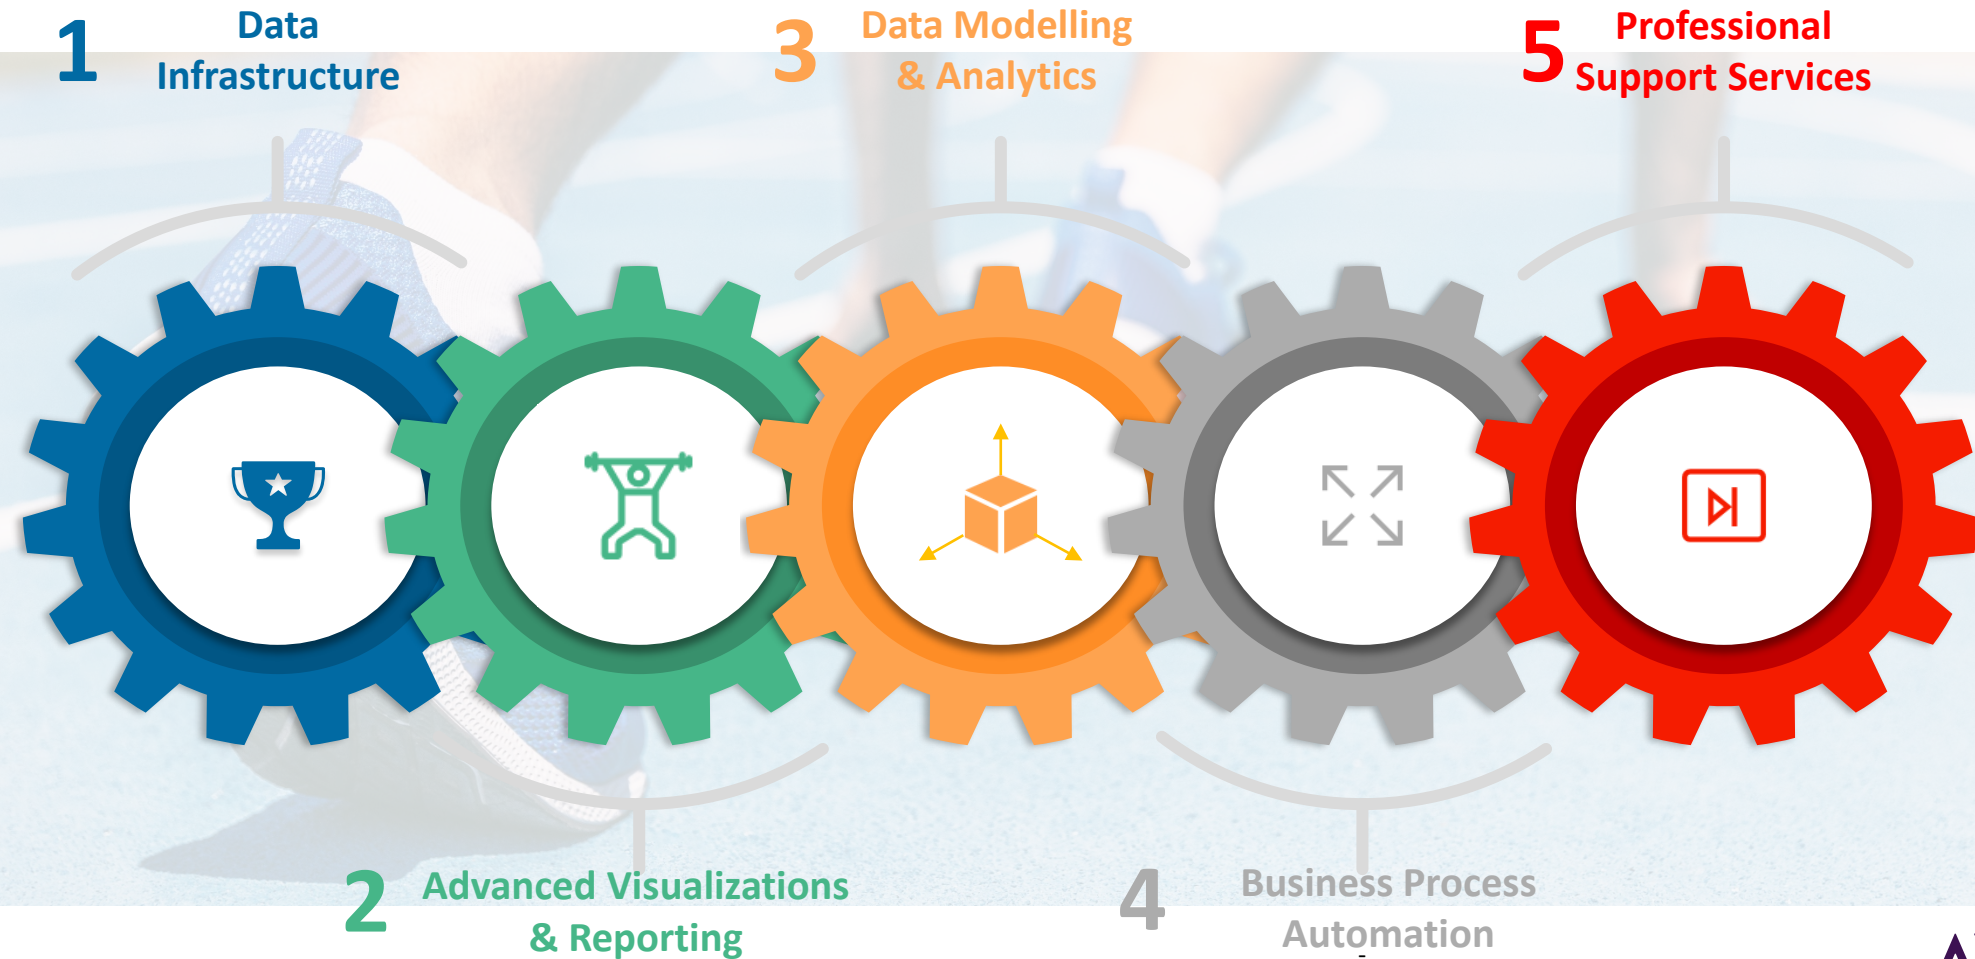 1
Data
Infrastructure
3
Data Modelling
& Analytics
5
Professional
Support Services
2
Advanced Visualizations
& Reporting
4
Business Process
Automation